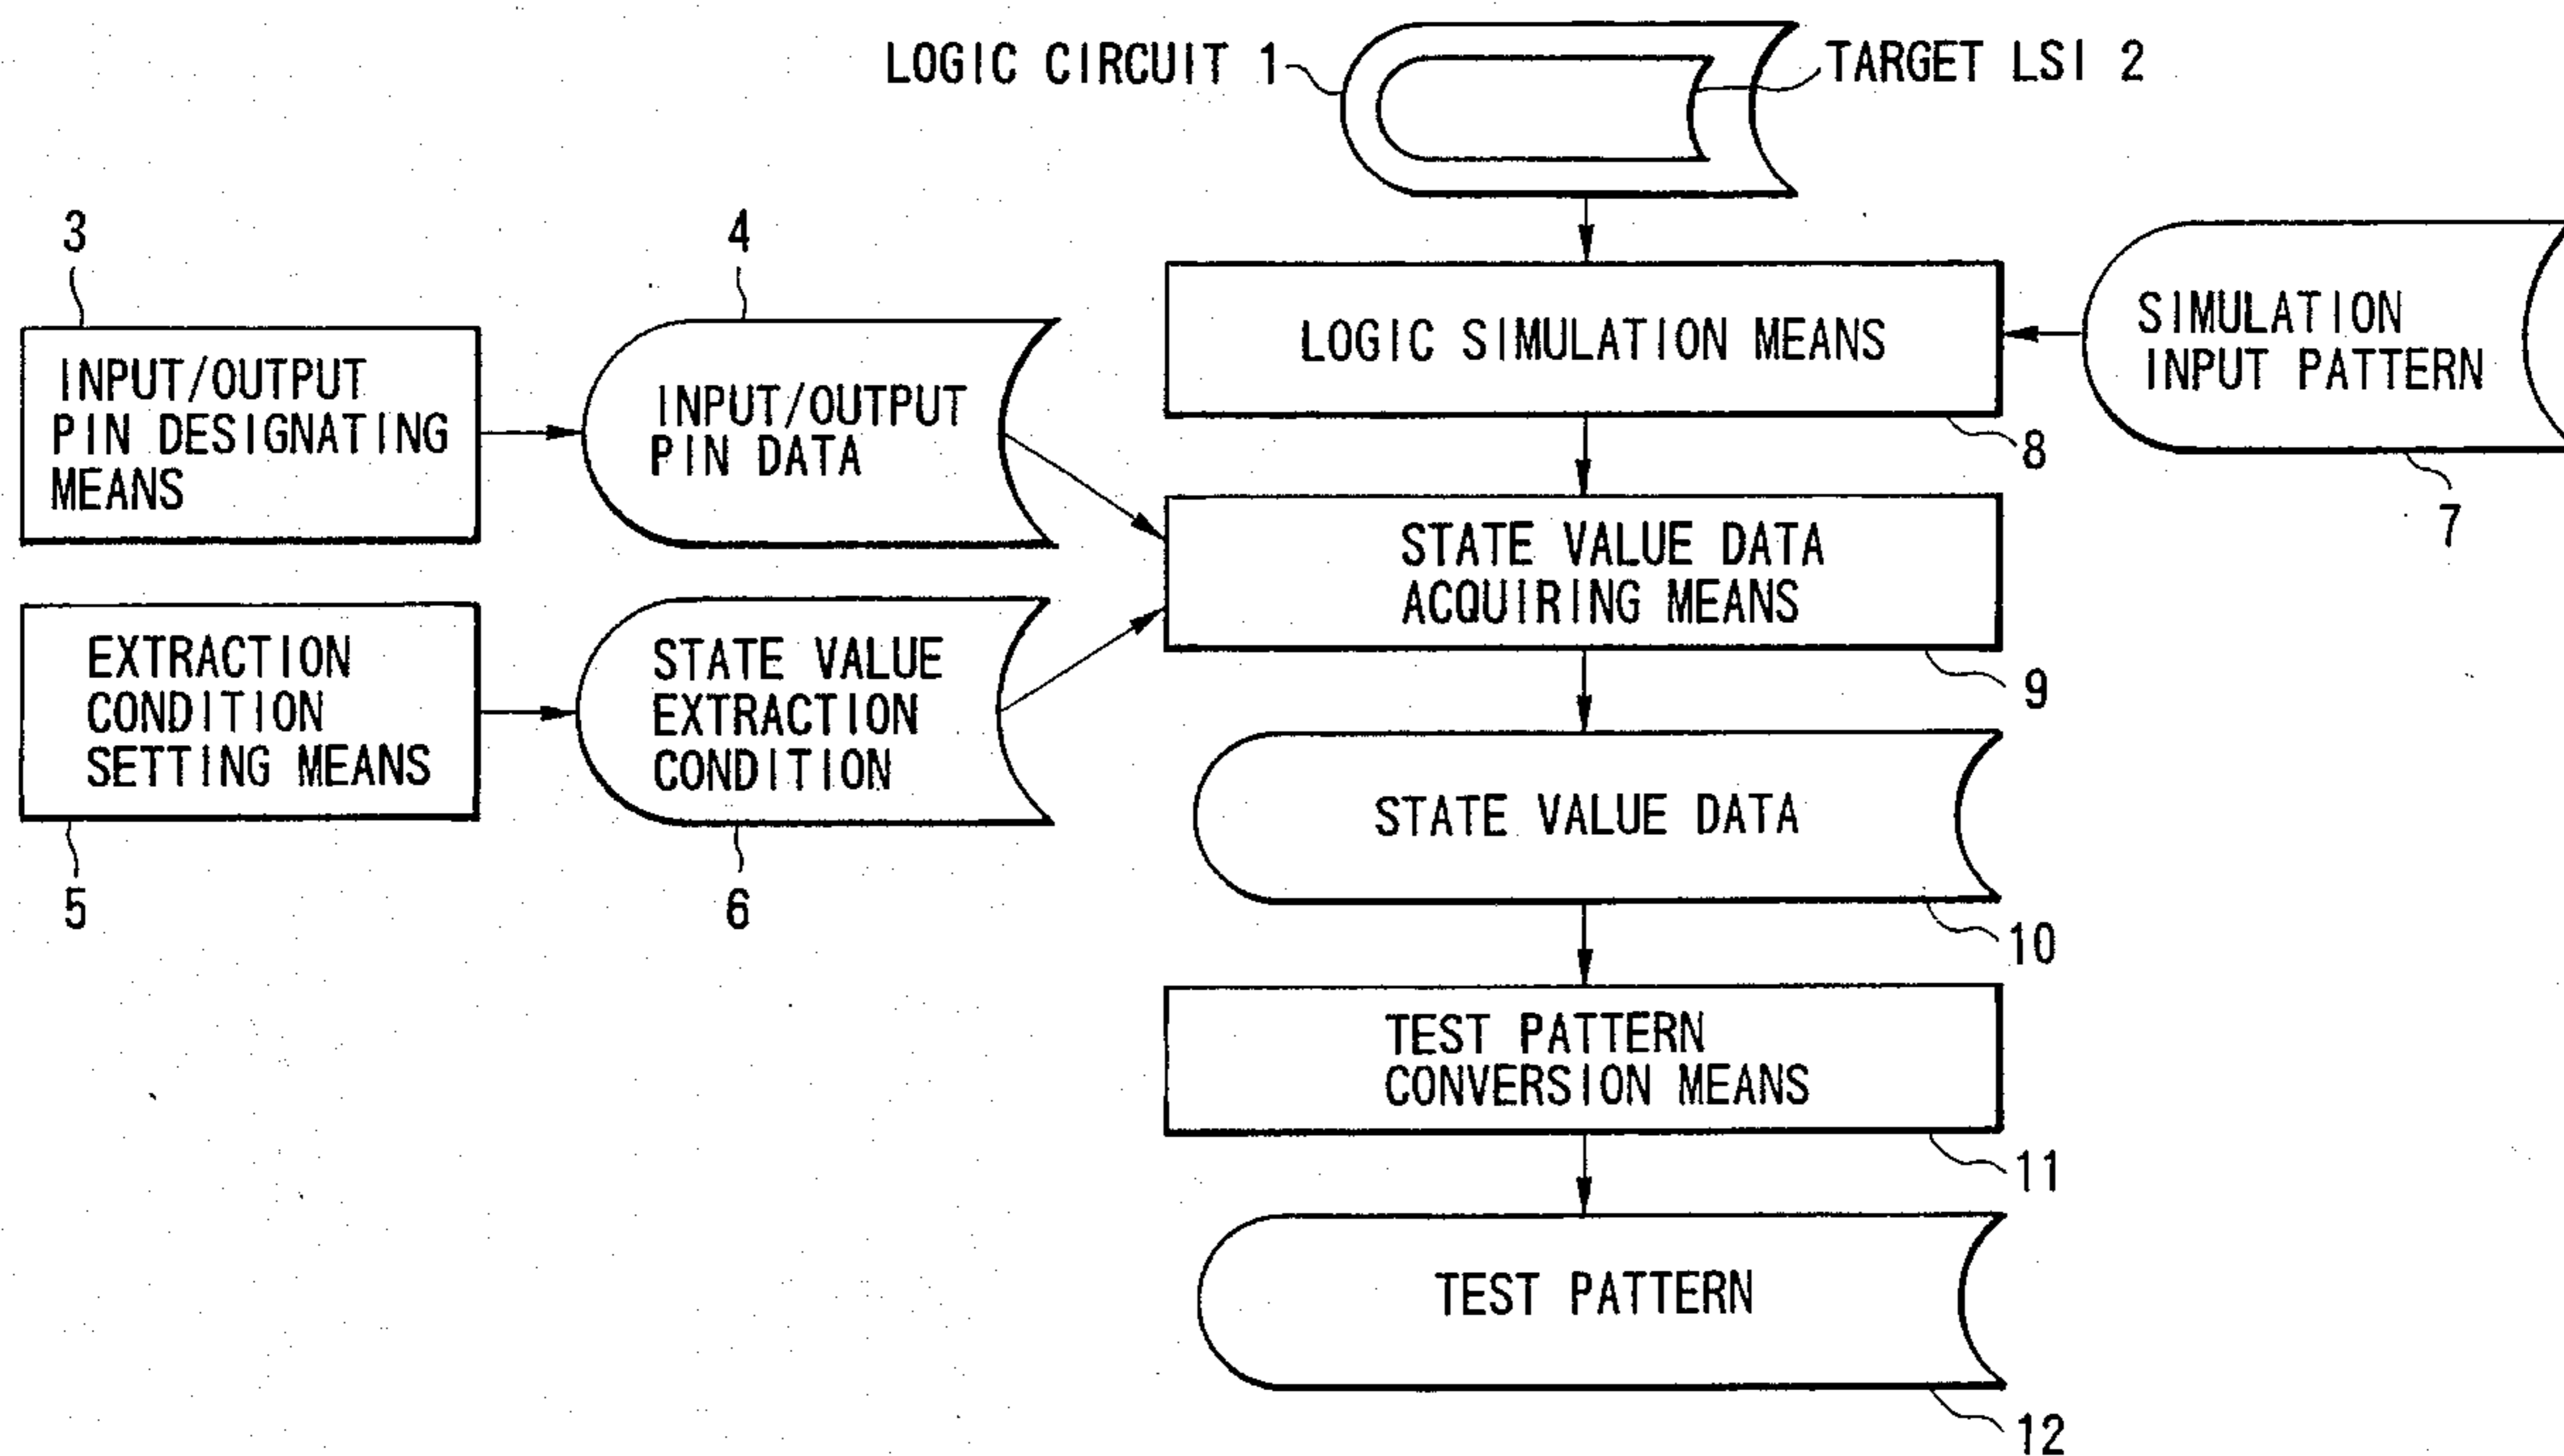 LOGIC CIRCUIT 1
TARGET LSI 2
3
4
INPUT/OUTPUT
PIN DESIGNATING
MEANS
INPUT/OUTPUT
PIN DATA
LOGIC SIMULATION MEANS
8
SIMULATION
INPUT PATTERN
7
STATE VALUE DATA
ACQUIRING MEANS
9
EXTRACTION
CONDITION
SETTING MEANS
5
STATE VALUE
EXTRACTION
CONDITION
6
STATE VALUE DATA
10
TEST PATTERN
CONVERSION MEANS
11
TEST PATTERN
12